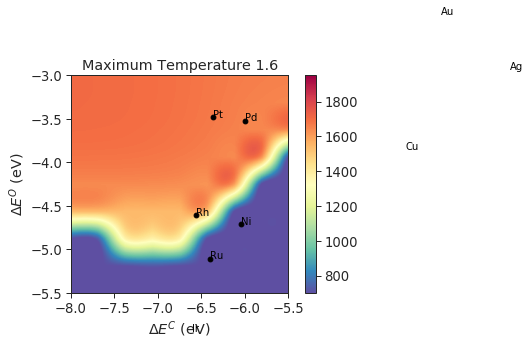 Au
Ag
Maximum Temperature 1.6
Cu
Pt
Pd
Rh
Ni
Ru
−3.0
−3.5
−4.0
−4.5
−5.0
−5.5
ΔE^O (eV)
−8.0 −7.5 −7.0 −6.5 −6.0 −5.5
ΔE^C (eV)
1800
1600
1400
1200
1000
800